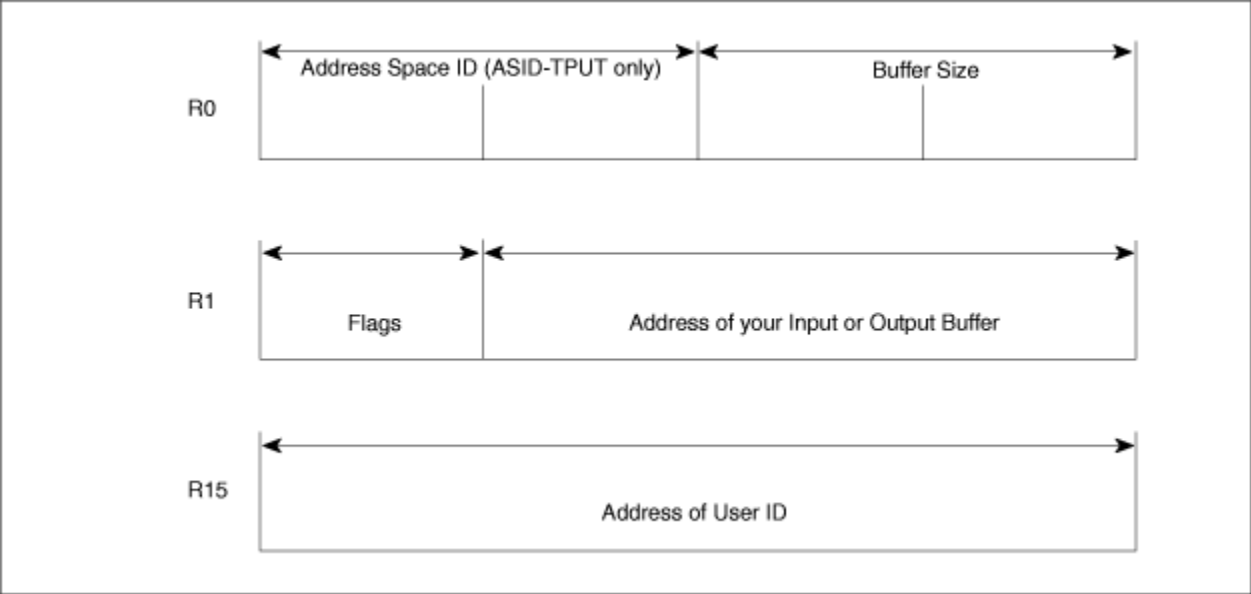 Address Space ID (ASID-TPUT only) Buffer Size
R0
R1
Flags Address of your Input or Output Buffer
R15
Address of User ID